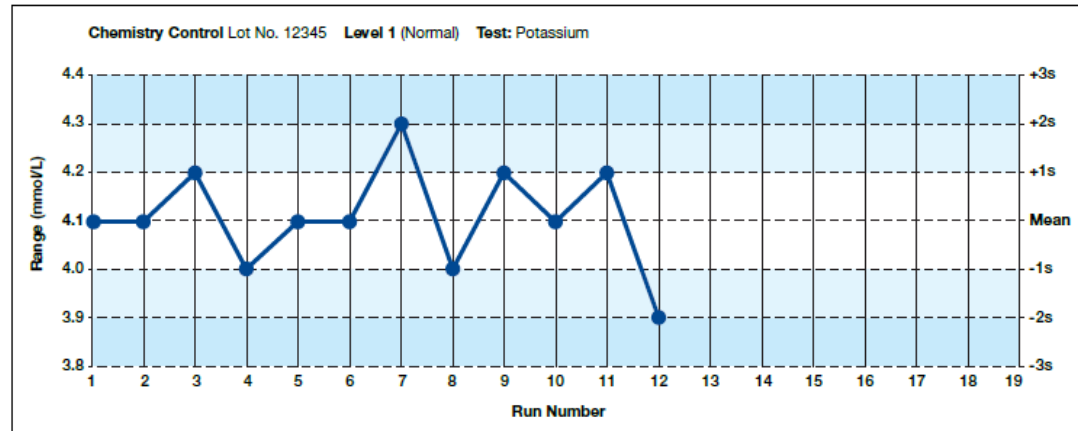 Chemistry Control Lot No. 12345 Level 1 (Normal) Test: Potassium
4.4
4.3
4.2
4.1
4.0
3.9
3.8
Range (mmol/L)
+3s
+2s
+1s
Mean
-1s
-2s
-3s
1 2 3 4 5 6 7 8 9 10 11 12 13 14 15 16 17 18 19
Run Number